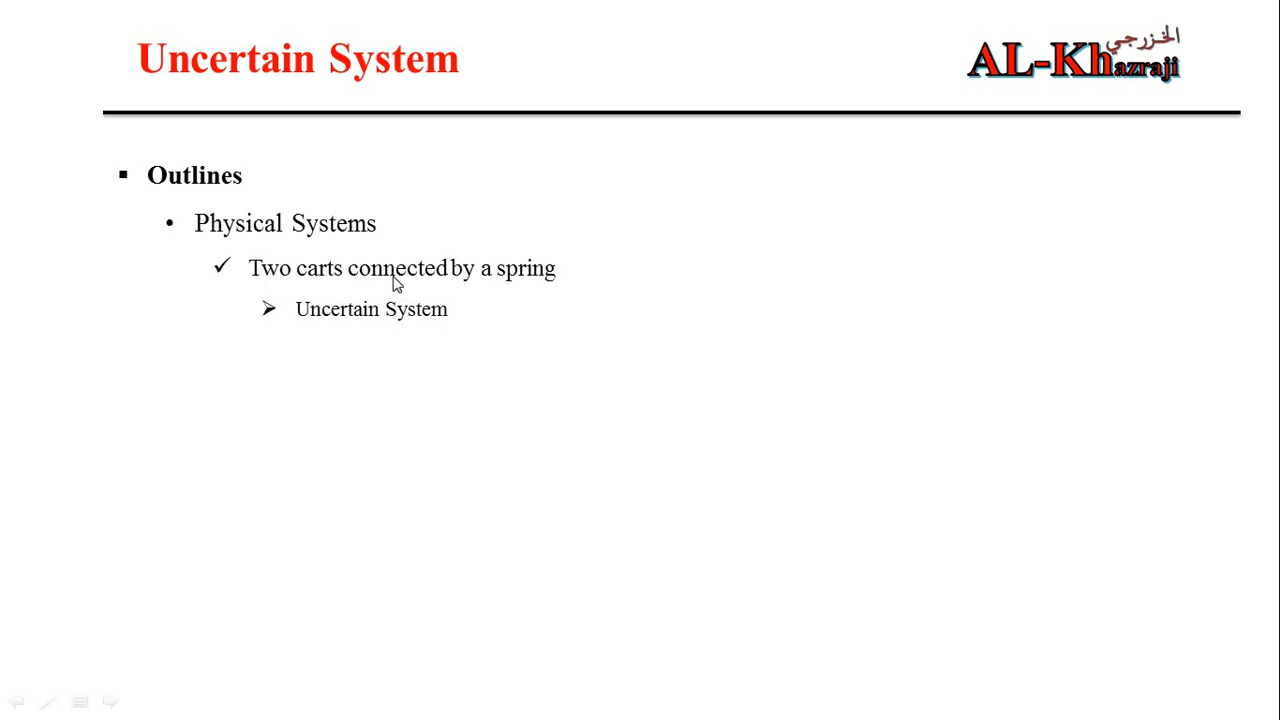 Uncertain System
الخزرجي
AL-Khazraji
Outlines
Physical Systems
Two carts connected by a spring
Uncertain System